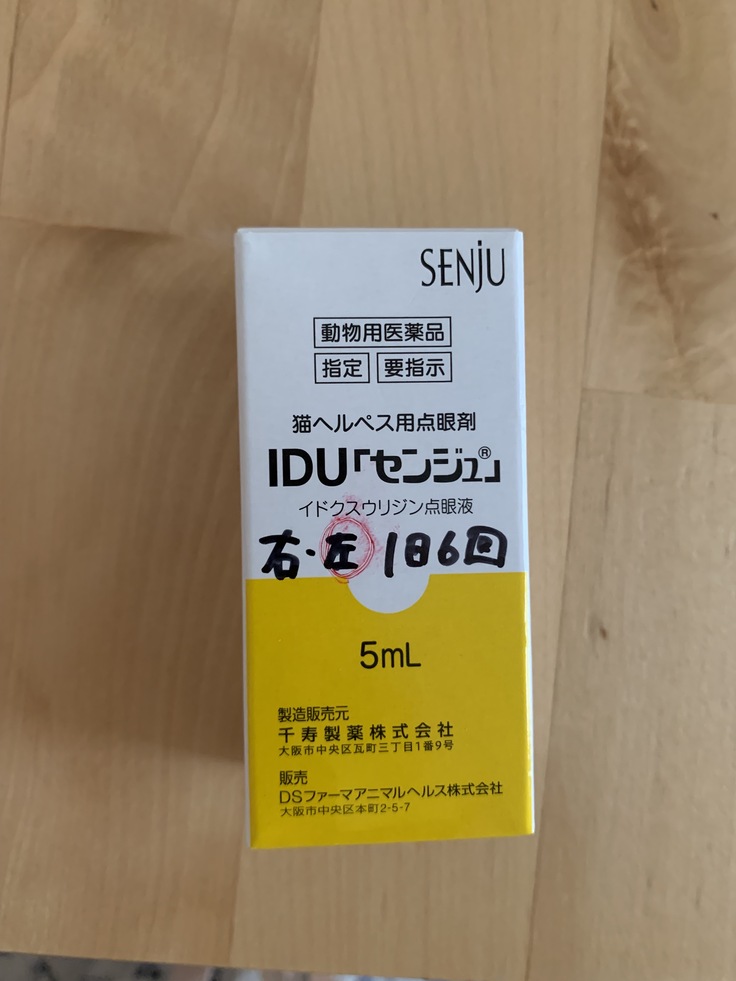 SENJU
動物用医薬品
指定 要指示
猫ヘルペス用点眼剤
IDU「センジュ®」
イドクスウリジン点眼液
右・左 1日6回
5mL
製造販売元
千寿製薬株式会社
大阪市中央区瓦町三丁目1番9号
販売
DSファーマアニマルヘルス株式会社
大阪市中央区本町2-5-7